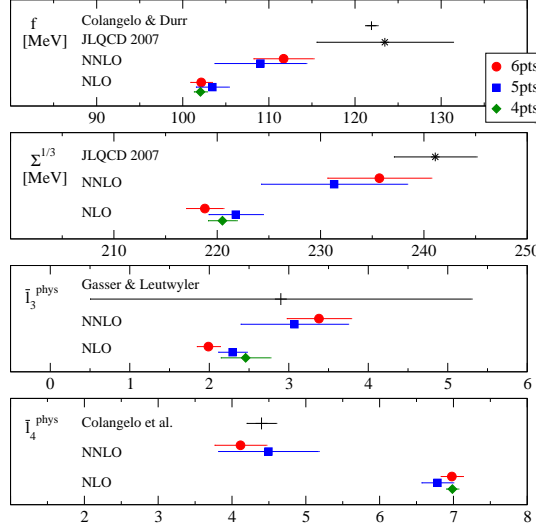 f
[MeV]
Colangelo & Durr
JLQCD 2007
NNLO
NLO
90 100 110 120 130
6pts
5pts
4pts
Σ^1/3
[MeV]
JLQCD 2007
NNLO
NLO
210 220 230 240 250
l̄₃^phys
Gasser & Leutwyler
NNLO
NLO
0 1 2 3 4 5 6
l̄₄^phys
Colangelo et al.
NNLO
NLO
2 3 4 5 6 7 8